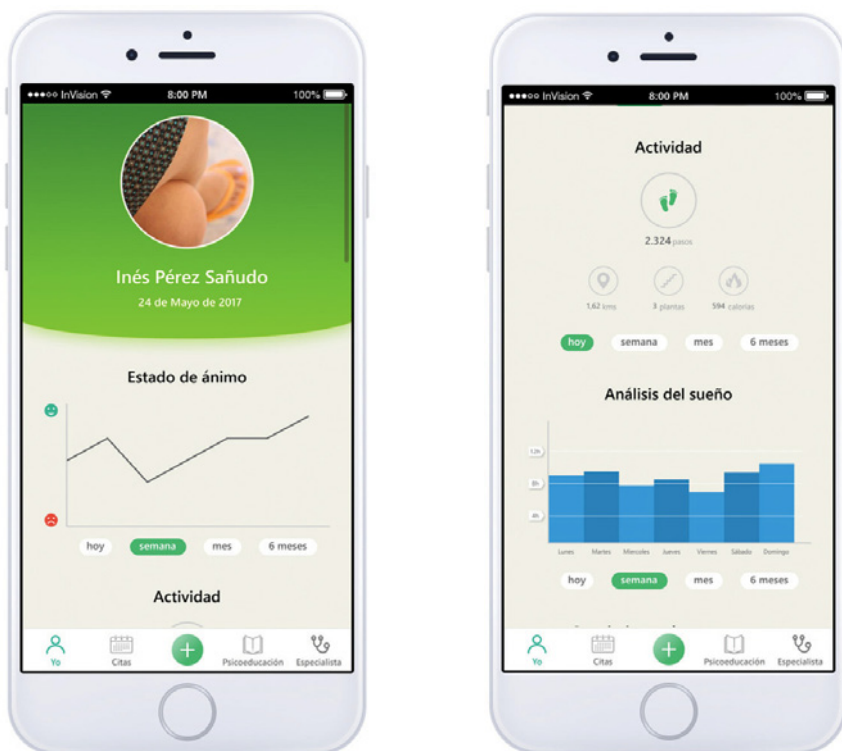 InVision 8:00 PM 100%
Inés Pérez Sañudo
24 de Mayo de 2017
Estado de ánimo
hoy semana mes 6 meses
Actividad
Yo Citas + Psicoeducación Especialista
InVision 8:00 PM 100%
Actividad
2.324 pasos
1,62 kms 3 plantas 594 calorias
hoy semana mes 6 meses
Análisis del sueño
12h
8h
4h
Lunes Martes Miercoles Jueves Viernes Sábado Domingo
hoy semana mes 6 meses
Yo Citas + Psicoeducación Especialista